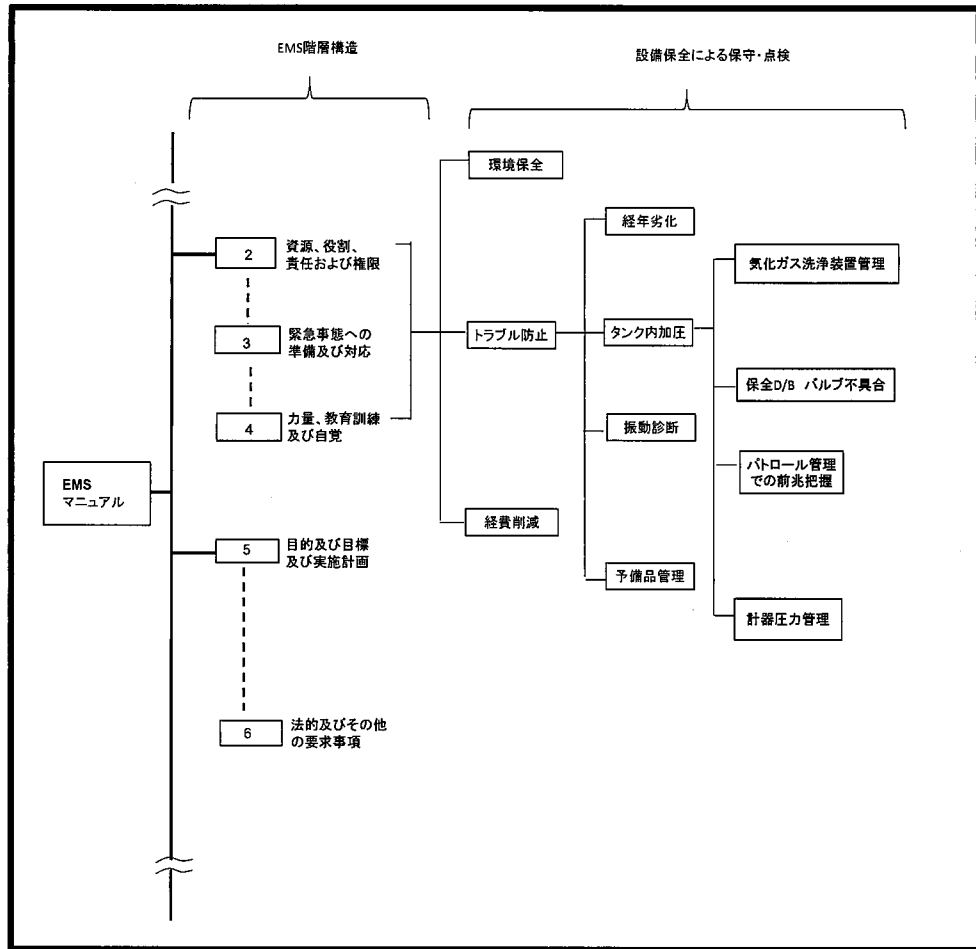 EMS階層構造
設備保全による保守・点検
環境保全
経年劣化
2
資源、役割、
責任および権限
気化ガス洗浄装置管理
3
緊急事態への
準備及び対応
トラブル防止
タンク内加圧
保全D/B バルブ不具合
4
力量、教育訓練
及び自覚
振動診断
パトロール管理
での前兆把握
EMS
マニュアル
経費削減
5
目的及び目標
及び実施計画
予備品管理
計器圧力管理
6
法的及びその他
の要求事項